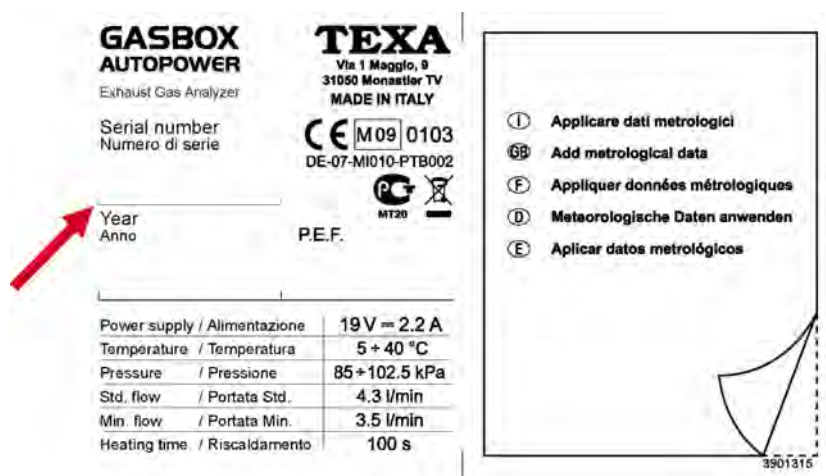 GASBOX
AUTOPOWER
Exhaust Gas Analyzer
Serial number
Numero di serie
Year
Anno
TEXA
Via 1 Maggio, 9
31050 Monastier TV
MADE IN ITALY
CE M 09 0103
DE-07-MI010-PTB002
MT20
P.E.F.
Power supply / Alimentazione 19 V ⎓ 2.2 A
Temperature / Temperatura 5 ÷ 40 °C
Pressure / Pressione 85 ÷ 102.5 kPa
Std. flow / Portata Std. 4.3 l/min
Min. flow / Portata Min. 3.5 l/min
Heating time / Riscaldamento 100 s
I Applicare dati metrologici
GB Add metrological data
F Appliquer données métrologiques
D Meteorologische Daten anwenden
E Aplicar datos metrológicos
3901315